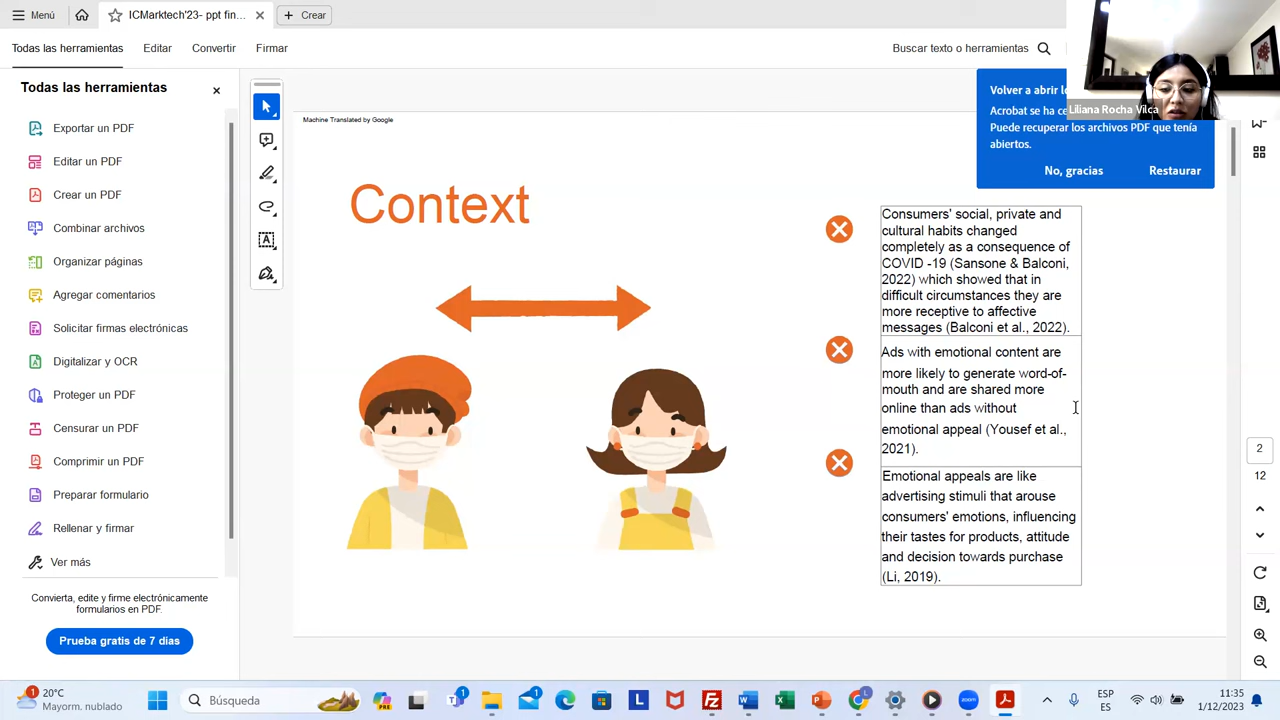 Menú
ICMarktech'23- ppt fin...
Crear
Todas las herramientas
Editar
Convertir
Firmar
Buscar texto o herramientas
Todas las herramientas
Exportar un PDF
Editar un PDF
Crear un PDF
Combinar archivos
Organizar páginas
Agregar comentarios
Solicitar firmas electrónicas
Digitalizar y OCR
Proteger un PDF
Censurar un PDF
Comprimir un PDF
Preparar formulario
Rellenar y firmar
Ver más
Convierta, edite y firme electrónicamente
formularios en PDF.
Prueba gratis de 7 días
Machine Translated by Google
Context
Consumers' social, private and
cultural habits changed
completely as a consequence of
COVID -19 (Sansone & Balconi,
2022) which showed that in
difficult circumstances they are
more receptive to affective
messages (Balconi et al., 2022).
Ads with emotional content are
more likely to generate word-of-
mouth and are shared more
online than ads without
emotional appeal (Yousef et al.,
2021).
Emotional appeals are like
advertising stimuli that arouse
consumers' emotions, influencing
their tastes for products, attitude
and decision towards purchase
(Li, 2019).
Volver a abrir
Acrobat se ha
Puede recuperar los archivos PDF que tenía
abiertos.
No, gracias
Restaurar
Liliana Rocha Vilca
2
12
1
20°C
Mayorm. nublado
Búsqueda
PRE
1
1
L
zoom
ESP
ES
11:35
1/12/2023